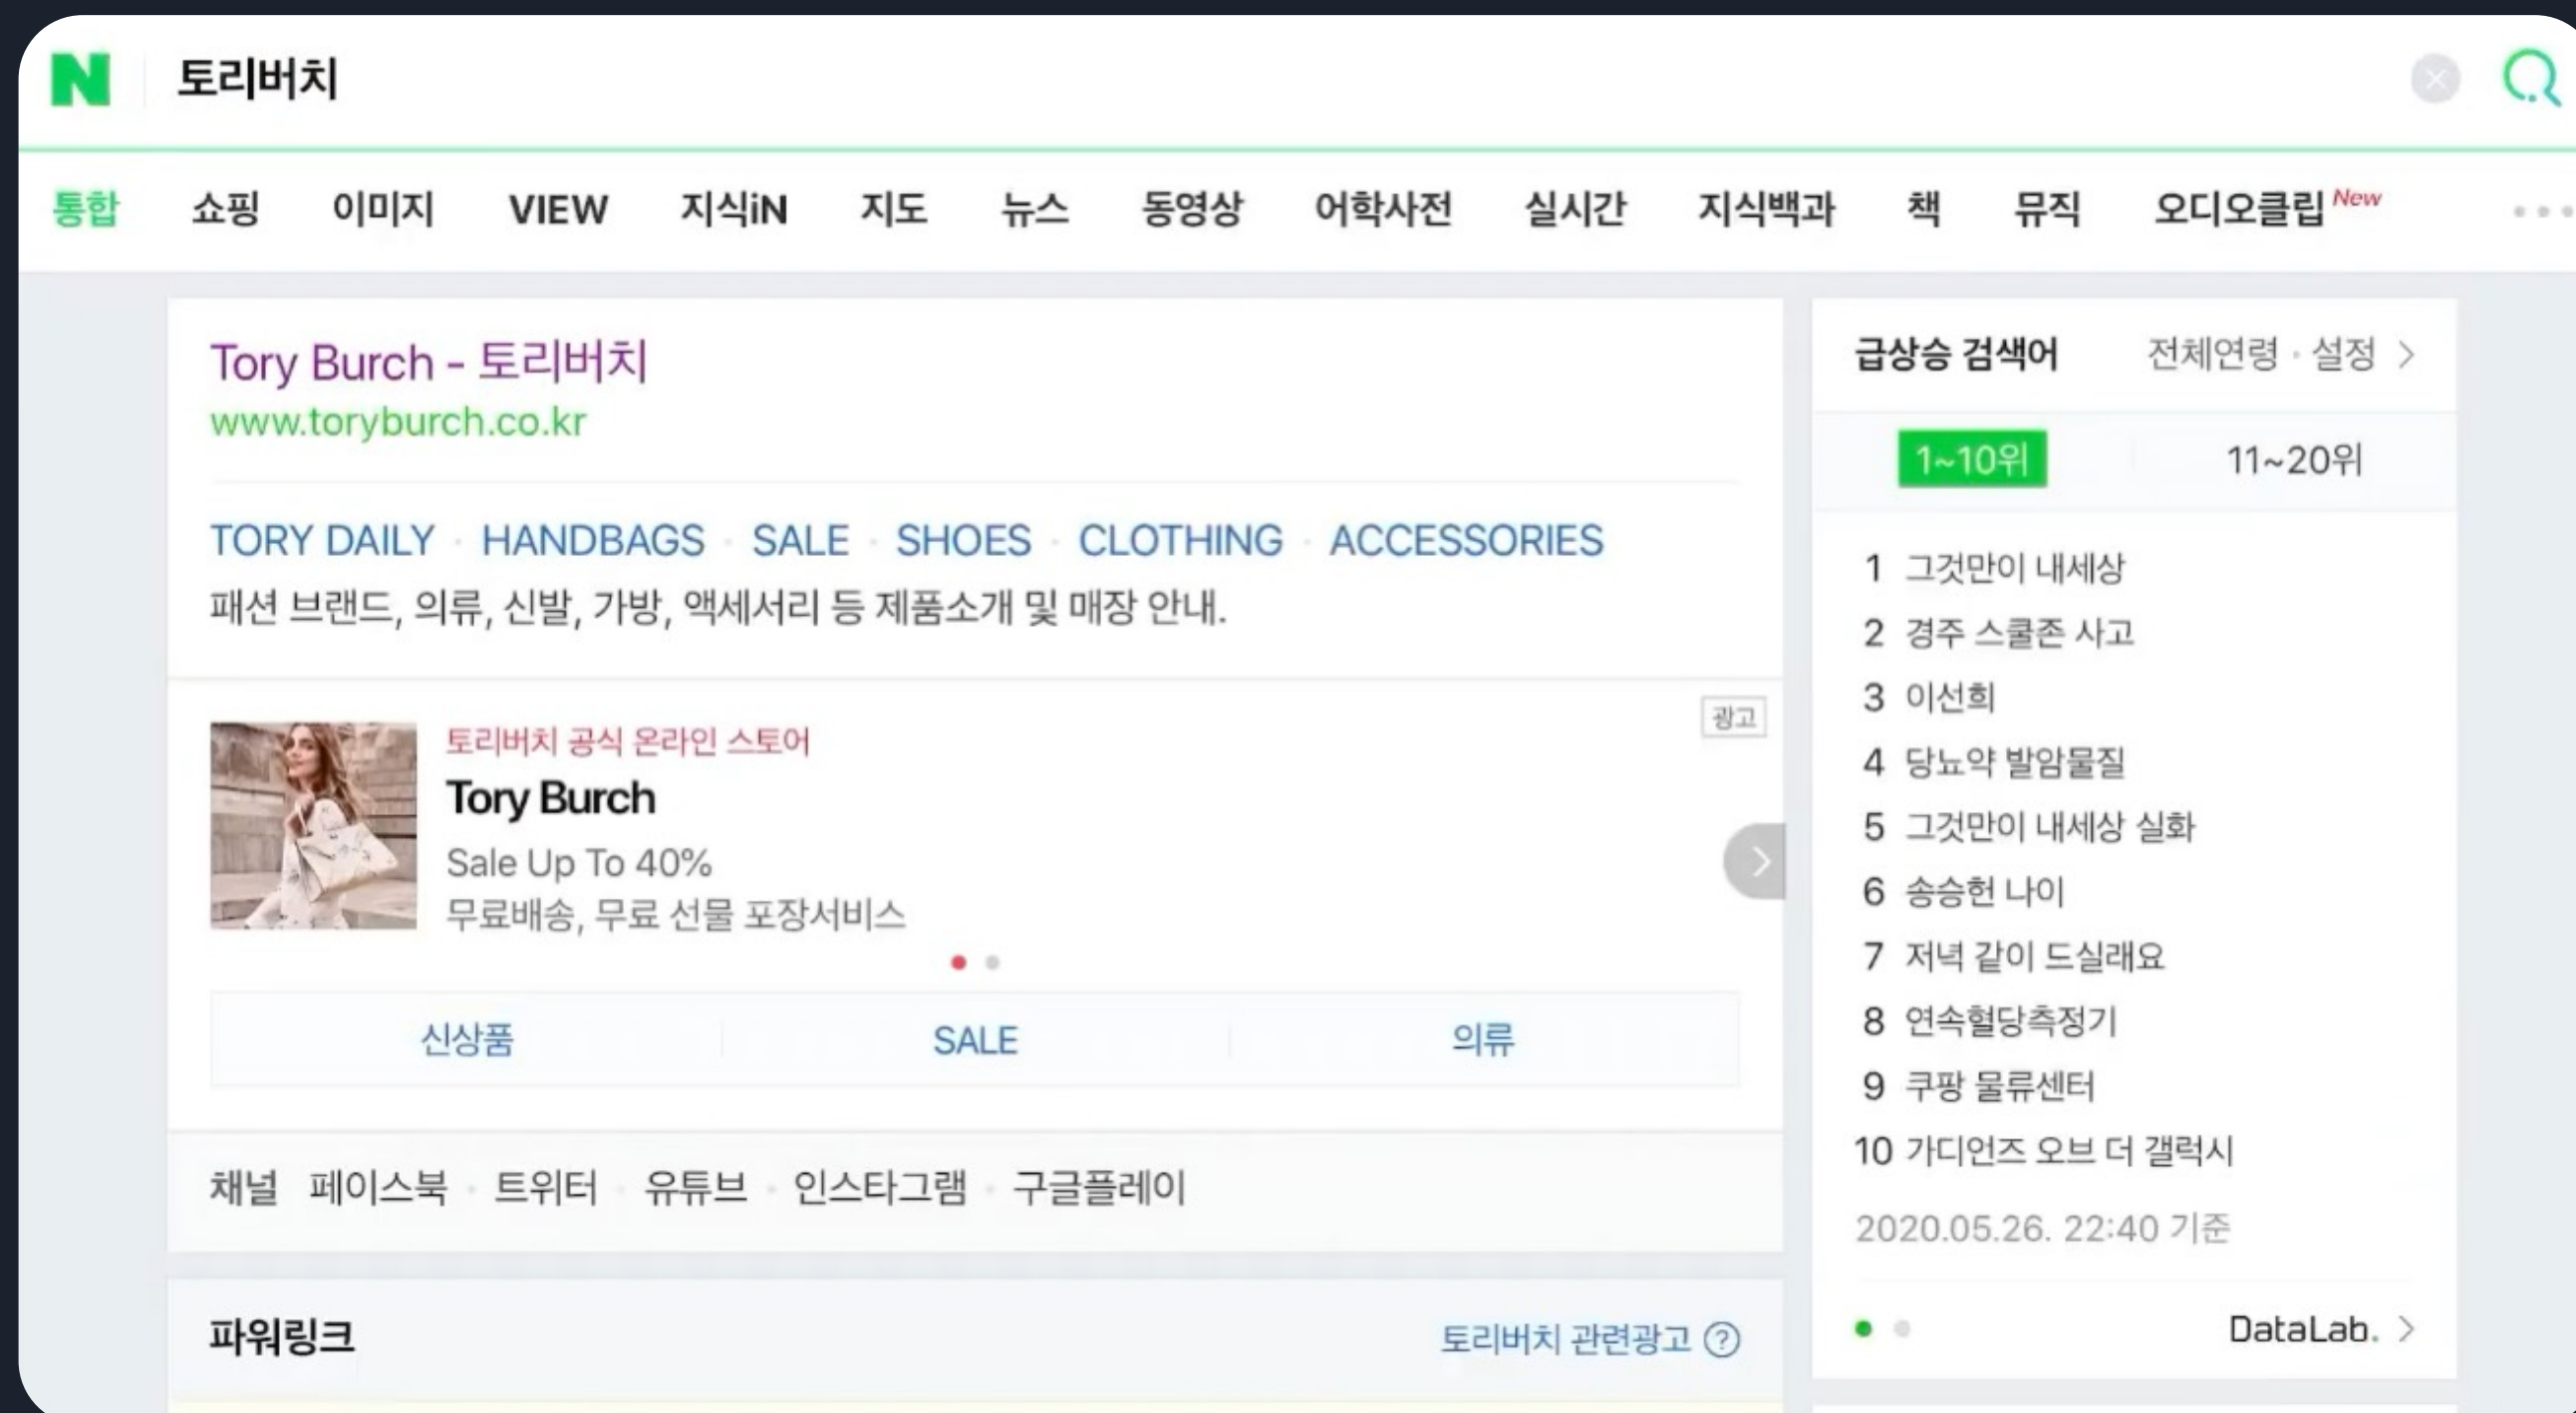 N 토리버치
통합 쇼핑 이미지 VIEW 지식iN 지도 뉴스 동영상 어학사전 실시간 지식백과 책 뮤직 오디오클립 New
Tory Burch - 토리버치
www.toryburch.co.kr
TORY DAILY · HANDBAGS · SALE · SHOES · CLOTHING · ACCESSORIES
패션 브랜드, 의류, 신발, 가방, 액세서리 등 제품소개 및 매장 안내.
광고
토리버치 공식 온라인 스토어
Tory Burch
Sale Up To 40%
무료배송, 무료 선물 포장서비스
신상품 SALE 의류
채널 페이스북 · 트위터 · 유튜브 · 인스타그램 · 구글플레이
파워링크 토리버치 관련광고 ?
급상승 검색어 전체연령 · 설정 >
1~10위 11~20위
1 그것만이 내세상
2 경주 스쿨존 사고
3 이선희
4 당뇨약 발암물질
5 그것만이 내세상 실화
6 송승헌 나이
7 저녁 같이 드실래요
8 연속혈당측정기
9 쿠팡 물류센터
10 가디언즈 오브 더 갤럭시
2020.05.26. 22:40 기준
DataLab. >